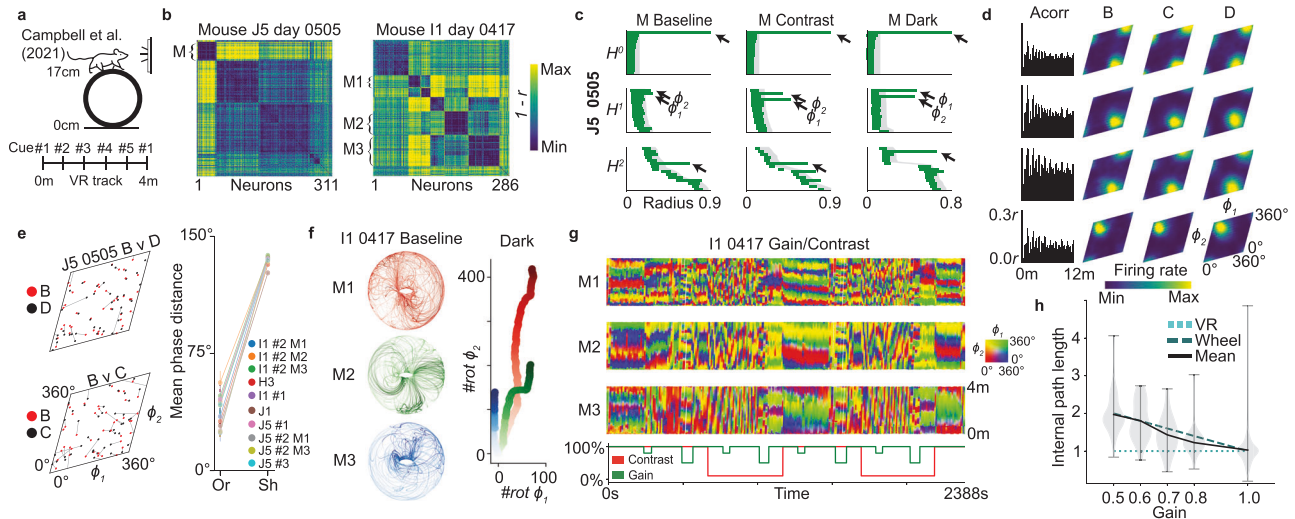 a
Campbell et al.
(2021)
17cm
0cm
Cue #1 #2 #3 #4 #5 #1
0m VR track 4m
b
Mouse J5 day 0505
M
1 Neurons 311
Mouse I1 day 0417
M1
M2
M3
1 Neurons 286
Max
1 - r
Min
c
M Baseline M Contrast M Dark
J5 0505
H⁰
H¹
H²
ϕ₂
ϕ₁
ϕ₂
ϕ₁
ϕ₁
ϕ₂
0 Radius 0.9 0 0.9 0 0.8
d
Acorr B C D
0.3r
0.0r
0m 12m
ϕ₁
ϕ₂
360°
0°
0° 360°
Firing rate
Min Max
e
J5 0505 B v D
B
D
B v C
B
C
360°
0°
0° 360°
ϕ₁
ϕ₂
150°
75°
0°
Mean phase distance
Or Sh
I1 #2 M1
I1 #2 M2
I1 #2 M3
H3
I1 #1
J1
J5 #1
J5 #2 M1
J5 #2 M3
J5 #3
f
I1 0417 Baseline
M1
M2
M3
Dark
400
200
0
#rot ϕ₂
0 100
#rot ϕ₁
g
I1 0417 Gain/Contrast
M1
M2
M3
4m
0m
ϕ₁
360°
ϕ₂
0°
0° 360°
100%
0%
Contrast
Gain
0s Time 2388s
h
Internal path length
4
3
2
1
VR
Wheel
Mean
0.5 0.6 0.7 0.8 1.0
Gain